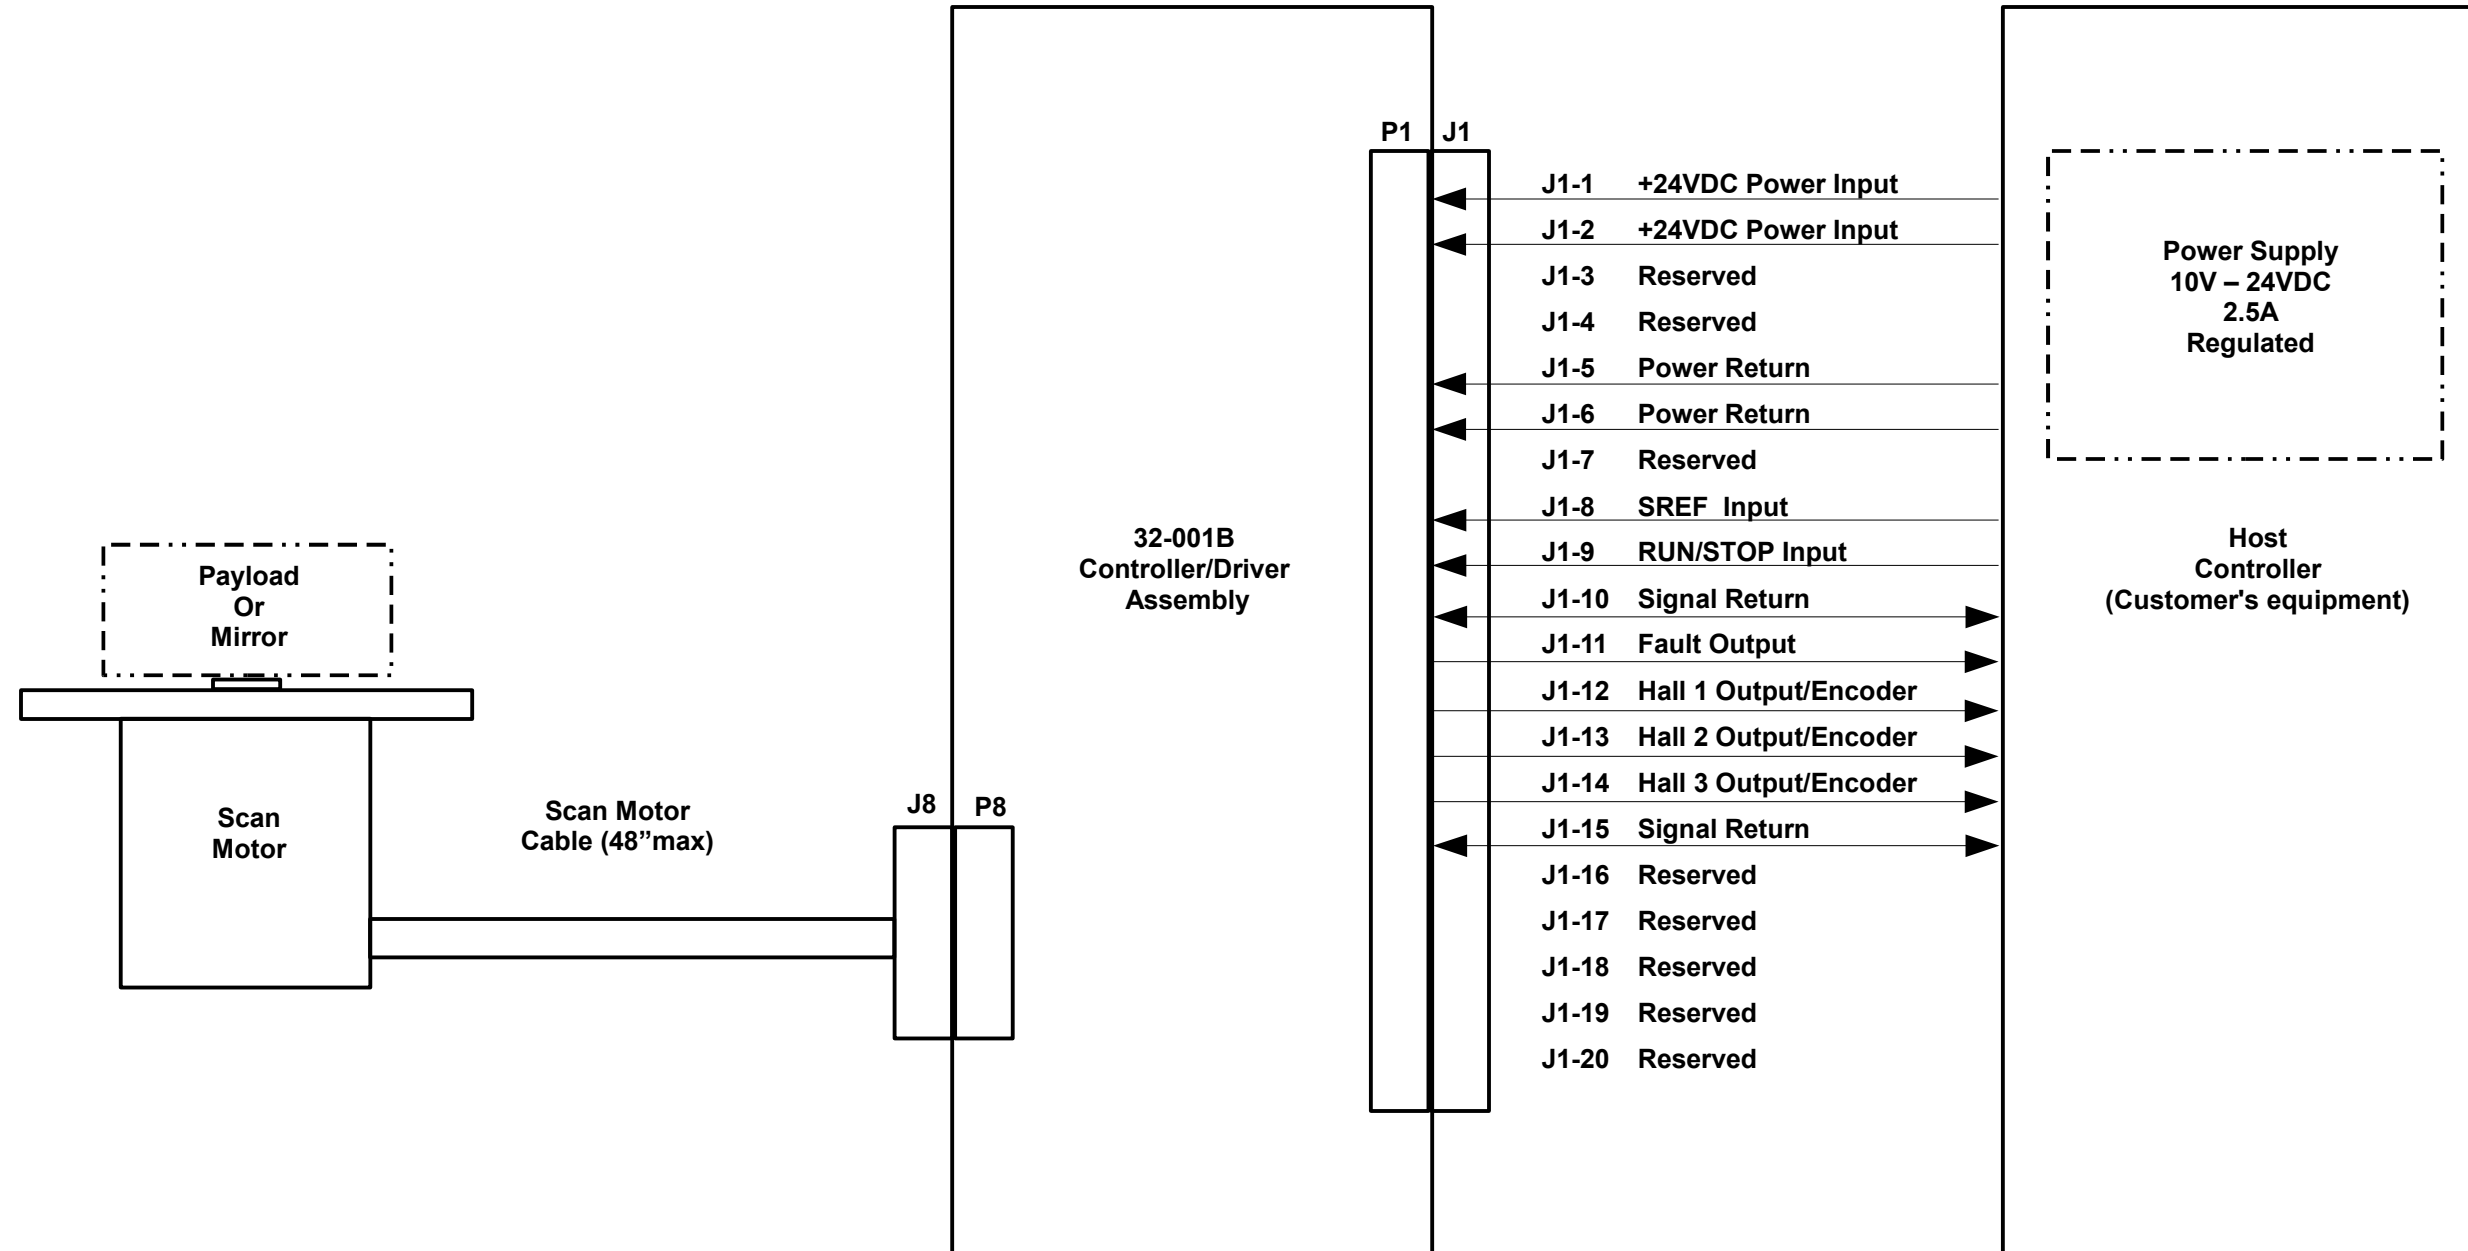 P1 J1
J1-1 +24VDC Power Input
J1-2 +24VDC Power Input
J1-3 Reserved
J1-4 Reserved
J1-5 Power Return
J1-6 Power Return
J1-7 Reserved
J1-8 SREF Input
J1-9 RUN/STOP Input
J1-10 Signal Return
J1-11 Fault Output
J1-12 Hall 1 Output/Encoder
J1-13 Hall 2 Output/Encoder
J1-14 Hall 3 Output/Encoder
J1-15 Signal Return
J1-16 Reserved
J1-17 Reserved
J1-18 Reserved
J1-19 Reserved
J1-20 Reserved
Power Supply
10V – 24VDC
2.5A
Regulated
Host
Controller
(Customer's equipment)
32-001B
Controller/Driver
Assembly
Payload
Or
Mirror
Scan
Motor
Scan Motor
Cable (48”max)
J8 P8